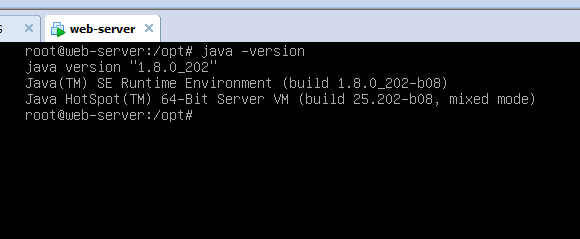 web-server
root@web-server:/opt# java -version
java version "1.8.0_202"
Java(TM) SE Runtime Environment (build 1.8.0_202-b08)
Java HotSpot(TM) 64-Bit Server VM (build 25.202-b08, mixed mode)
root@web-server:/opt#